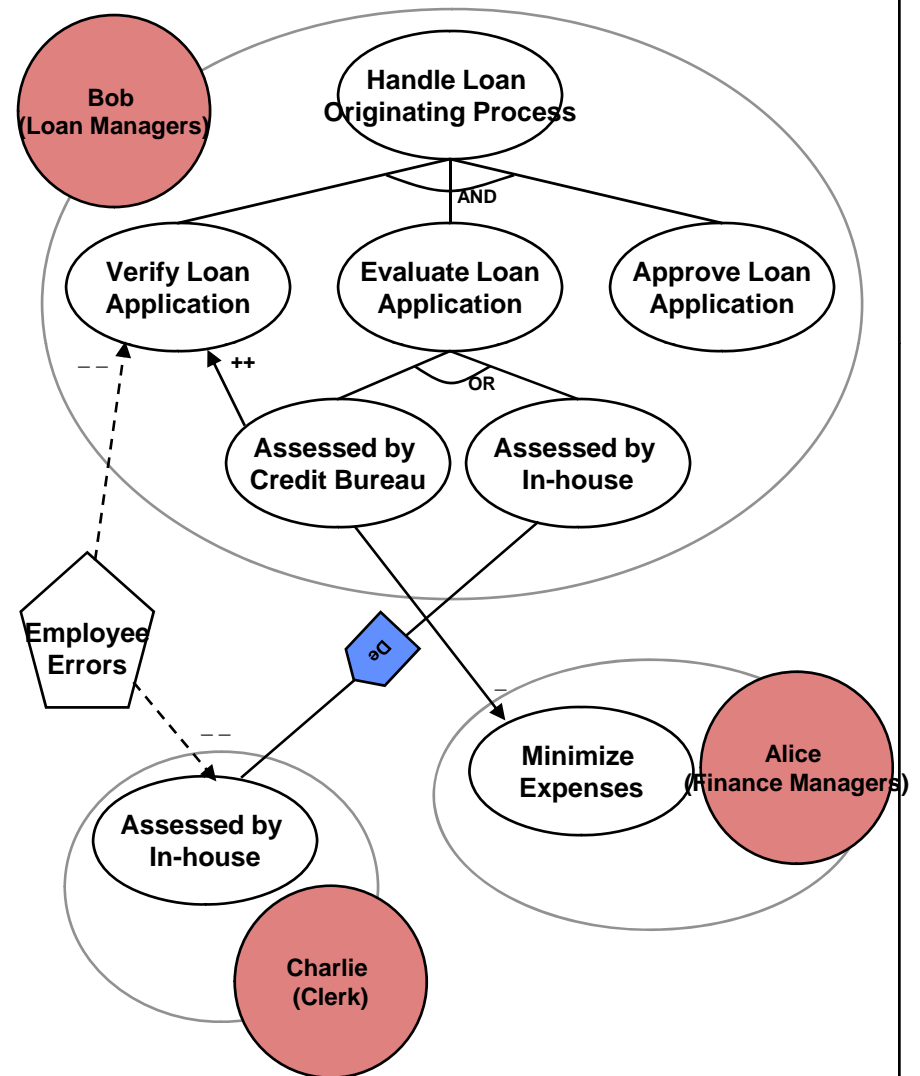 Handle Loan
Originating Process
Bob
(Loan Managers)
AND
Verify Loan
Application
Evaluate Loan
Application
Approve Loan
Application
_ _
++
OR
Assessed by
Credit Bureau
Assessed by
In-house
Employee
Errors
De
_
_ _
Minimize
Expenses
Alice
(Finance Managers)
Assessed by
In-house
Charlie
(Clerk)